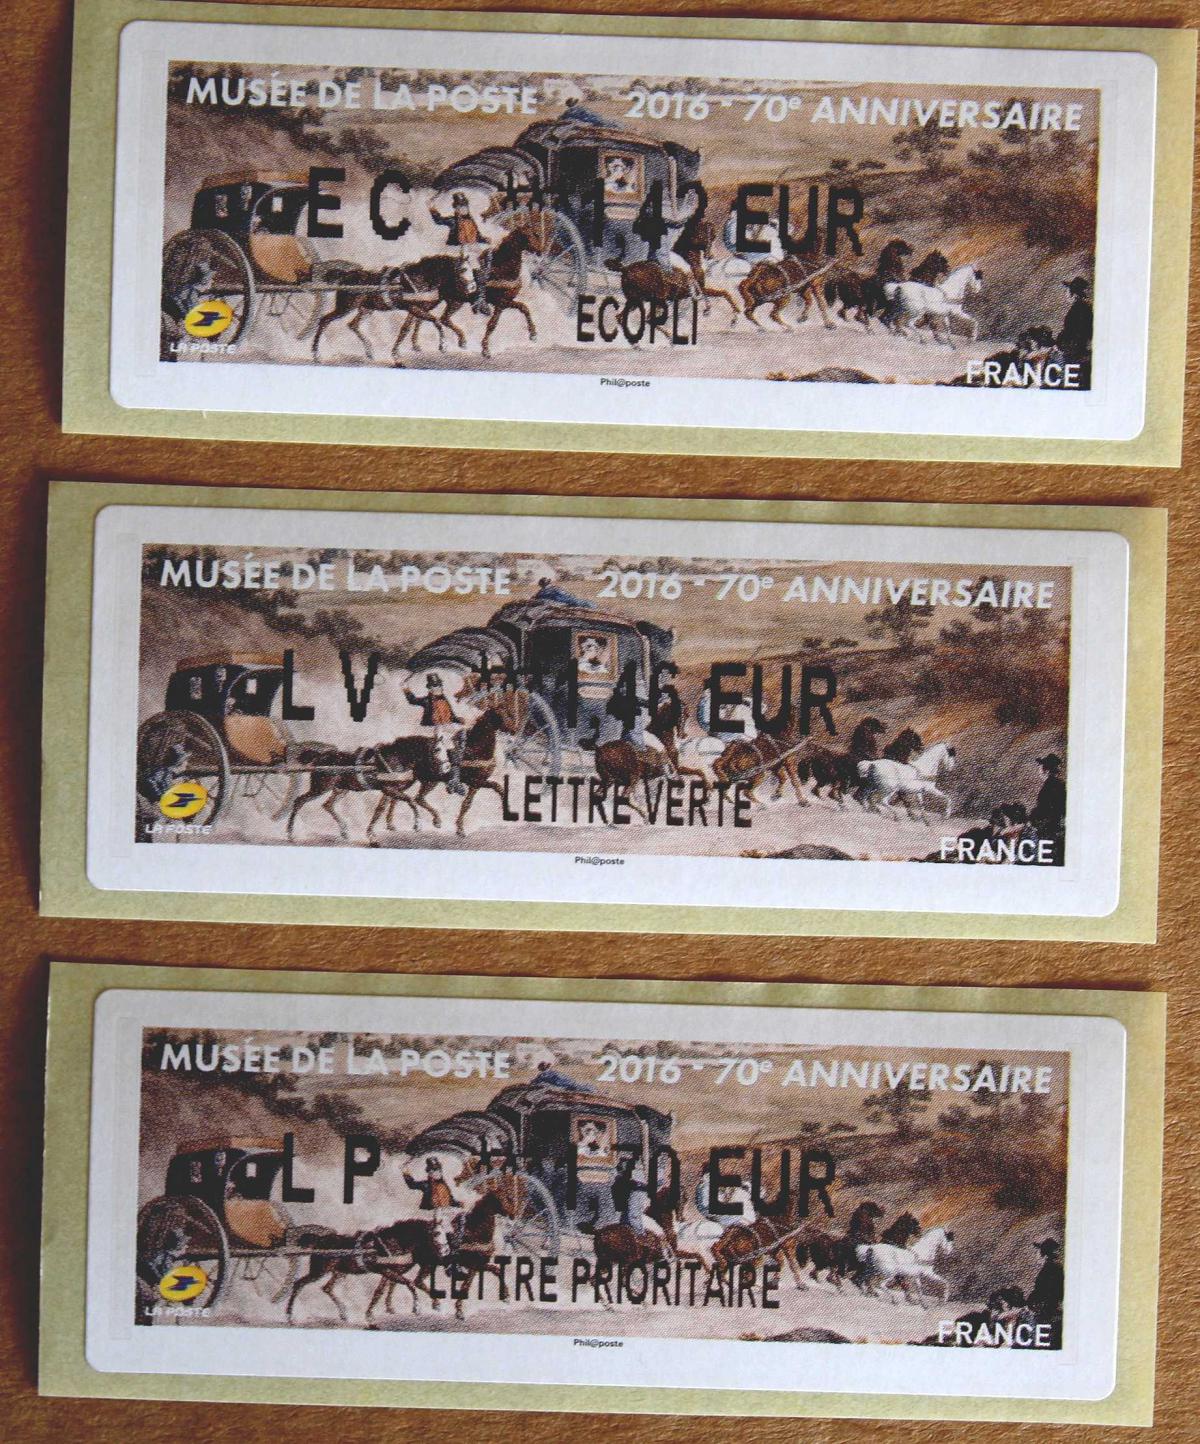 MUSÉE DE LA POSTE 2016 - 70e ANNIVERSAIRE
E C ** 1,42 EUR
ECOPLI
LA POSTE
FRANCE
Phil@poste
MUSÉE DE LA POSTE 2016 - 70e ANNIVERSAIRE
L V ** 1,46 EUR
LETTRE VERTE
LA POSTE
FRANCE
Phil@poste
MUSÉE DE LA POSTE 2016 - 70e ANNIVERSAIRE
L P ** 1,70 EUR
LETTRE PRIORITAIRE
LA POSTE
FRANCE
Phil@poste